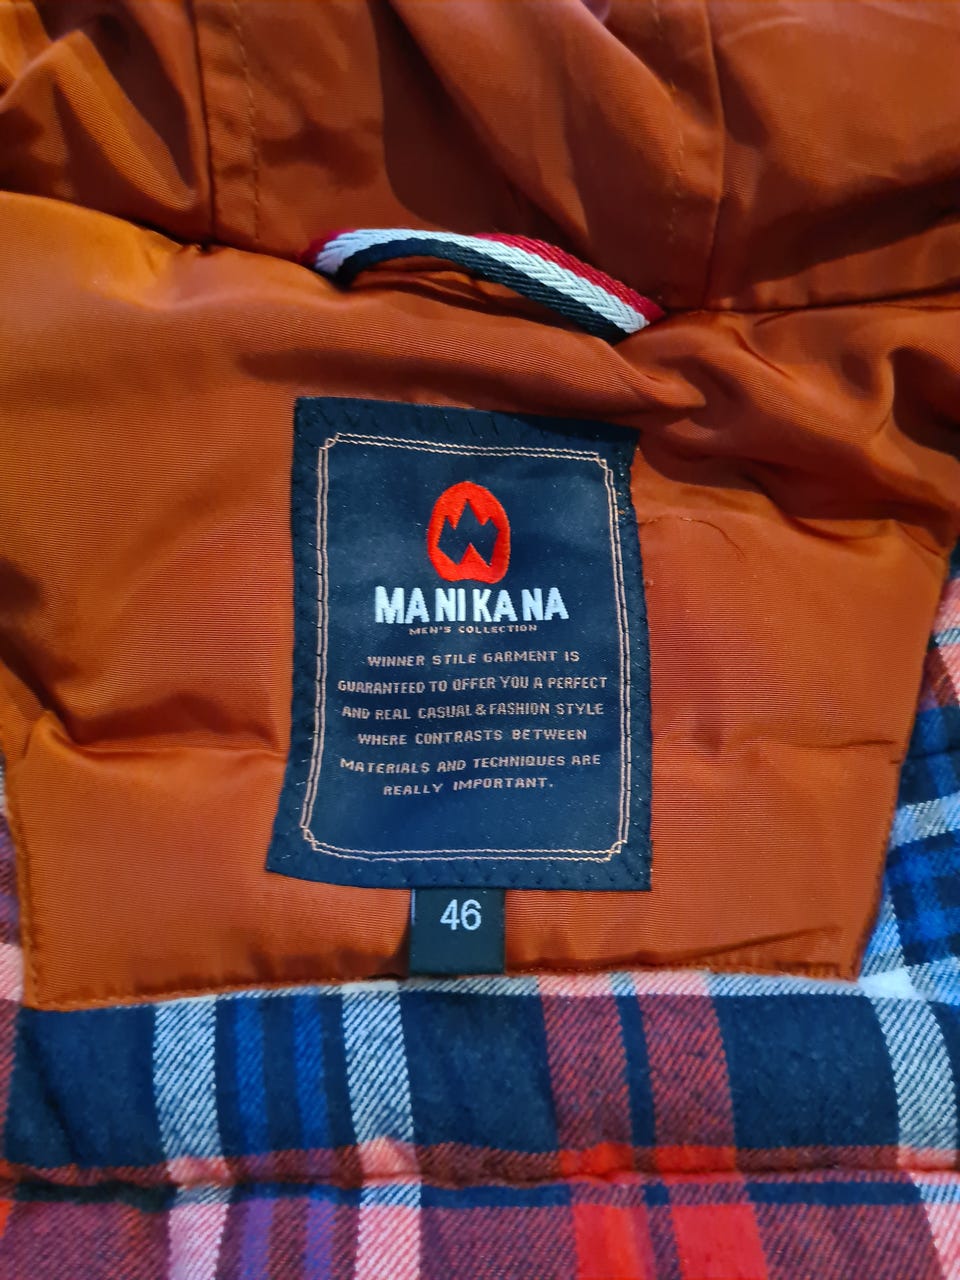 MANIKANA
MEN'S COLLECTION
WINNER STILE GARMENT IS
GUARANTEED TO OFFER YOU A PERFECT
AND REAL CASUAL & FASHION STYLE
WHERE CONTRASTS BETWEEN
MATERIALS AND TECHNIQUES ARE
REALLY IMPORTANT.
46